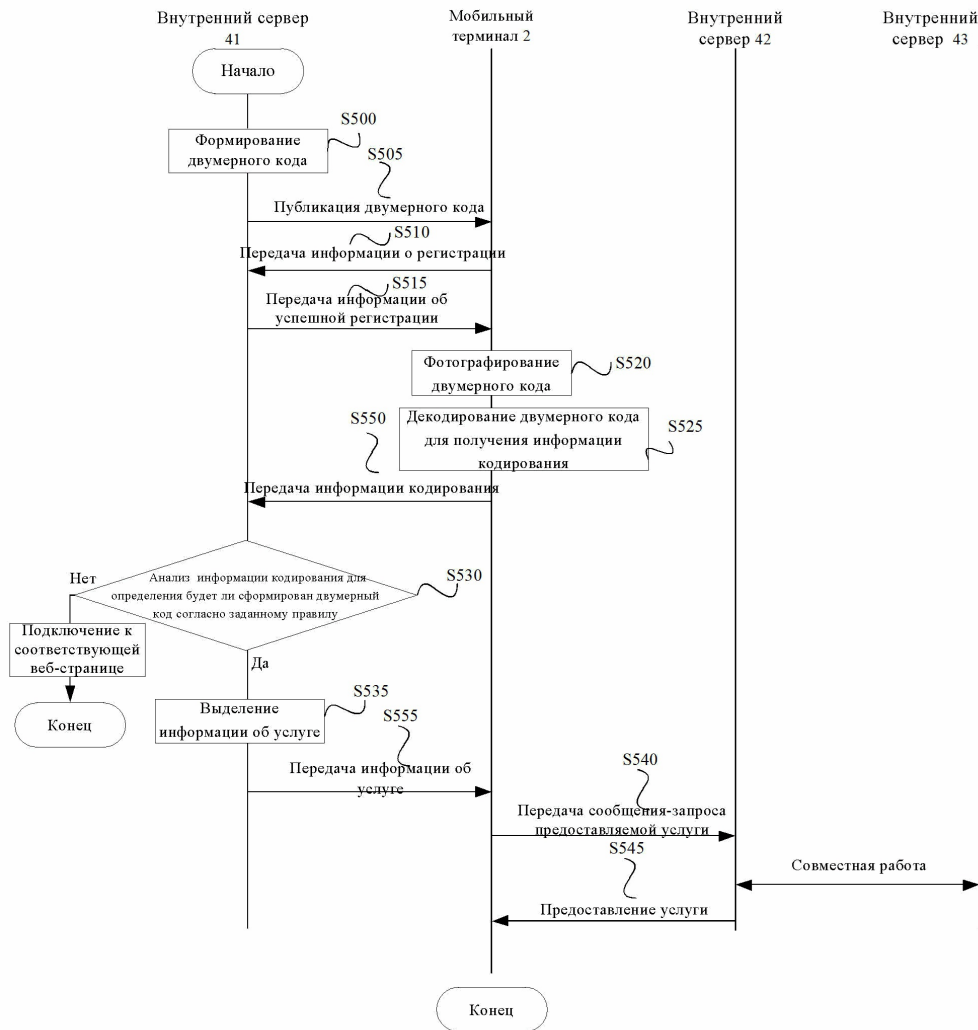 Внутренний сервер
41
Мобильный
терминал 2
Внутренний
сервер 42
Внутренний
сервер 43
Начало
S500
Формирование
двумерного кода
S505
Публикация двумерного кода
S510
Передача информации о регистрации
S515
Передача информации об
успешной регистрации
Фотографирование
двумерного кода
S520
S550
Декодирование двумерного кода
для получения информации
кодирования
S525
Передача информации кодирования
Нет
Анализ информации кодирования для
определения будет ли сформирован двумерный
код согласно заданному правилу
S530
Подключение к
соответствующей
веб-странице
Да
Конец
S535
Выделение
информации об услуге
S555
Передача информации об
услуге
S540
Передача сообщения-запроса
предоставляемой услуги
S545
Совместная работа
Предоставление услуги
Конец